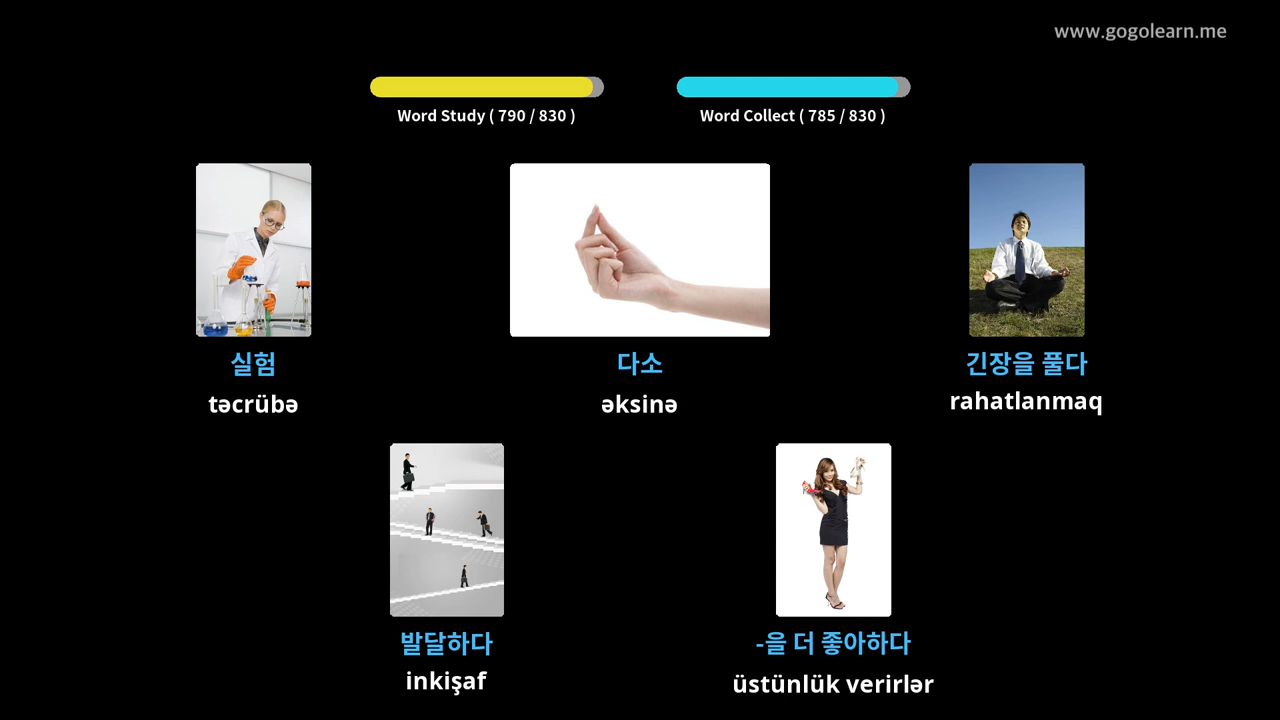 www.gogolearn.me
Word Study ( 790 / 830 )
Word Collect ( 785 / 830 )
실험
təcrübə
다소
əksinə
긴장을 풀다
rahatlanmaq
발달하다
inkişaf
-을 더 좋아하다
üstünlük verirlər